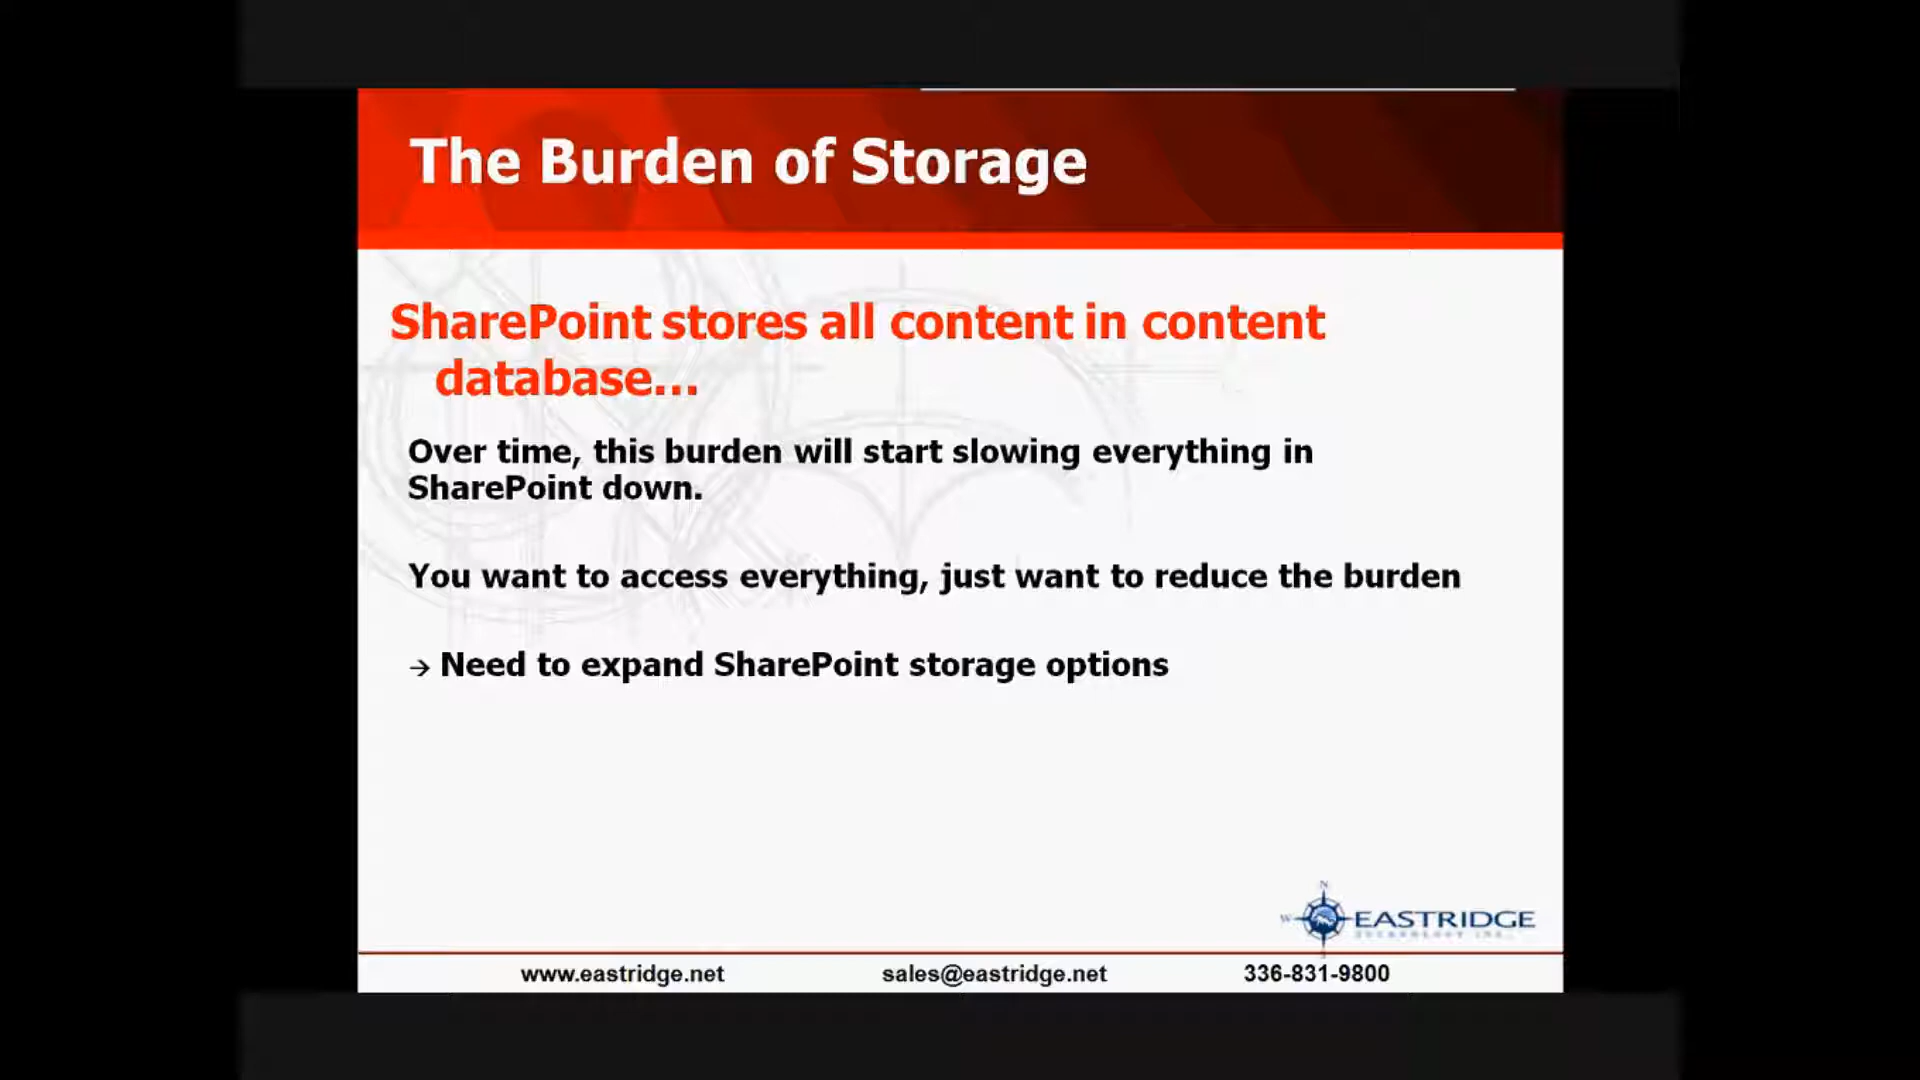 The Burden of Storage
SharePoint stores all content in content
database...
Over time, this burden will start slowing everything in
SharePoint down.
You want to access everything, just want to reduce the burden
→ Need to expand SharePoint storage options
N
W EASTRIDGE
TECHNOLOGY INC.
www.eastridge.net sales@eastridge.net 336-831-9800